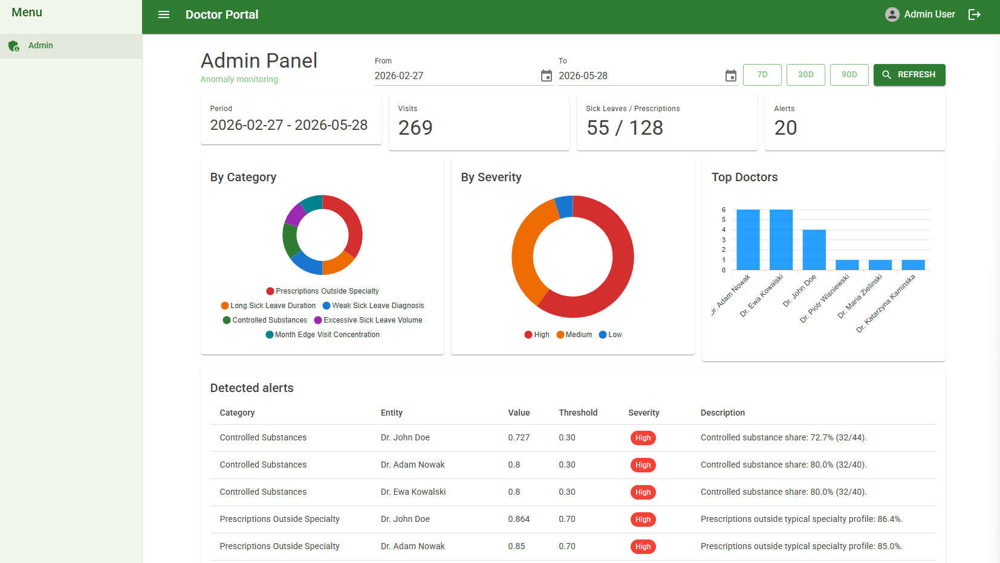 Menu
Doctor Portal
Admin User
Admin
Admin Panel
Anomaly monitoring
From
2026-02-27
To
2026-05-28
7D
30D
90D
REFRESH
Period
2026-02-27 - 2026-05-28
Visits
269
Sick Leaves / Prescriptions
55 / 128
Alerts
20
By Category
Prescriptions Outside Specialty
Long Sick Leave Duration
Weak Sick Leave Diagnosis
Controlled Substances
Excessive Sick Leave Volume
Month Edge Visit Concentration
By Severity
High
Medium
Low
Top Doctors
6
5
4
3
2
1
0
Dr. Adam Nowak
Dr. Ewa Kowalski
Dr. John Doe
Dr. Piotr Wisniewski
Dr. Maria Zielinski
Dr. Katarzyna Kaminska
Detected alerts
Category Entity Value Threshold Severity Description
Controlled Substances Dr. John Doe 0.727 0.30 High Controlled substance share: 72.7% (32/44).
Controlled Substances Dr. Adam Nowak 0.8 0.30 High Controlled substance share: 80.0% (32/40).
Controlled Substances Dr. Ewa Kowalski 0.8 0.30 High Controlled substance share: 80.0% (32/40).
Prescriptions Outside Specialty Dr. John Doe 0.864 0.70 High Prescriptions outside typical specialty profile: 86.4%.
Prescriptions Outside Specialty Dr. Adam Nowak 0.85 0.70 High Prescriptions outside typical specialty profile: 85.0%.